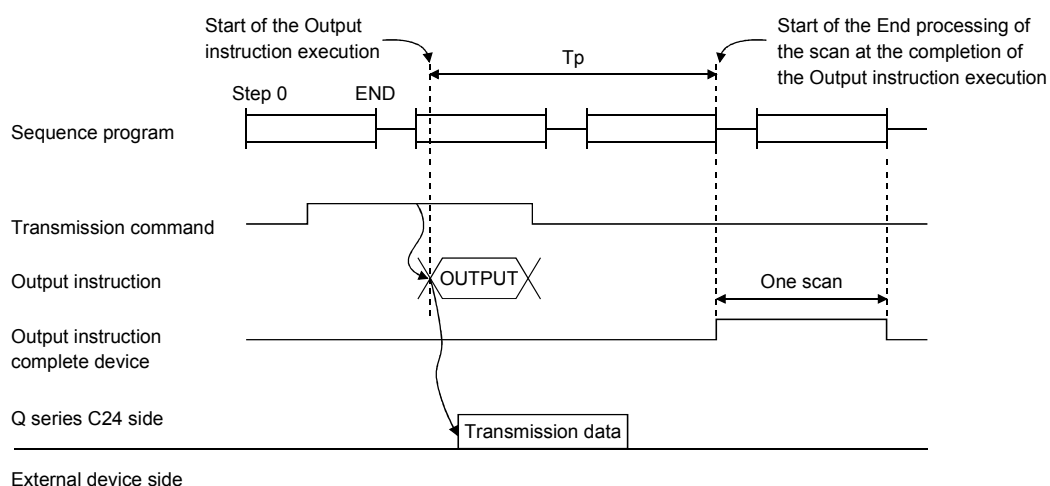 Start of the Output
instruction execution
Start of the End processing of
the scan at the completion of
the Output instruction execution
Tp
Step 0
END
Sequence program
Transmission command
Output instruction
OUTPUT
One scan
Output instruction
complete device
Q series C24 side
Transmission data
External device side